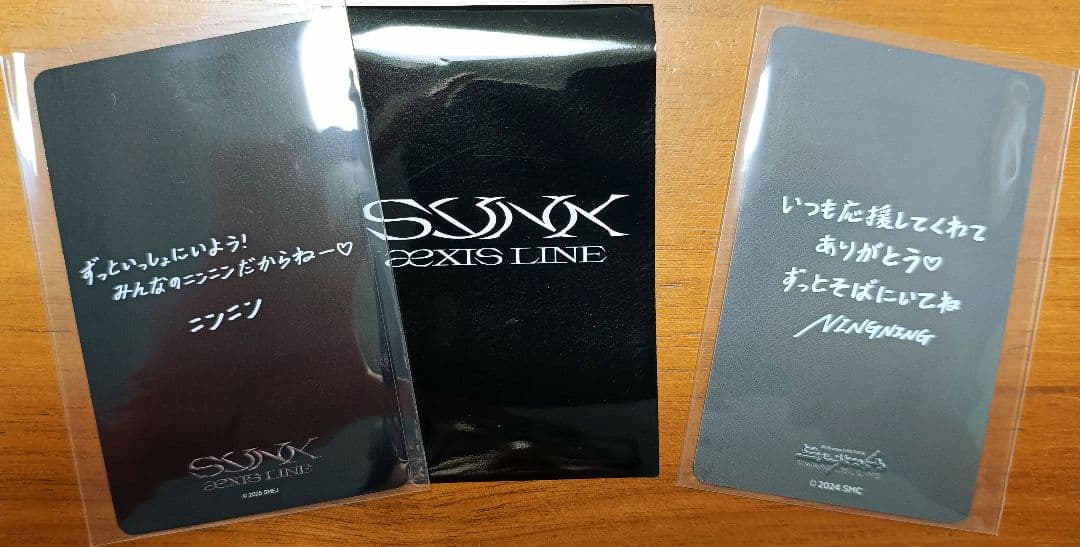 ずっといっしょにいよう!
みんなのニンニンだからねー♡
ニンニン
SYNK
aeXIS LINE
© 2025 SMEJ
SYNK
aeXIS LINE
いつも応援してくれて
ありがとう♡
ずっとそばにいてね
NINGNING
© 2024 SMC